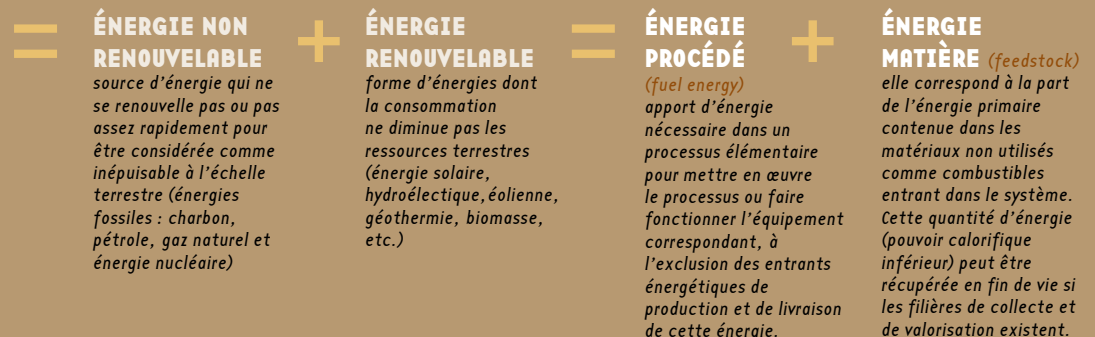 =
ÉNERGIE NON
RENOUVELABLE
source d'énergie qui ne
se renouvelle pas ou pas
assez rapidement pour
être considérée comme
inépuisable à l'échelle
terrestre (énergies
fossiles : charbon,
pétrole, gaz naturel et
énergie nucléaire)
+
ÉNERGIE
RENOUVELABLE
forme d'énergies dont
la consommation
ne diminue pas les
ressources terrestres
(énergie solaire,
hydroélectique,éolienne,
géothermie, biomasse,
etc.)
=
ÉNERGIE
PROCÉDÉ
(fuel energy)
apport d'énergie
nécessaire dans un
processus élémentaire
pour mettre en œuvre
le processus ou faire
fonctionner l'équipement
correspondant, à
l'exclusion des entrants
énergétiques de
production et de livraison
de cette énergie.
+
ÉNERGIE
MATIÈRE (feedstock)
elle correspond à la part
de l'énergie primaire
contenue dans les
matériaux non utilisés
comme combustibles
entrant dans le système.
Cette quantité d'énergie
(pouvoir calorifique
inférieur) peut être
récupérée en fin de vie si
les filières de collecte et
de valorisation existent.